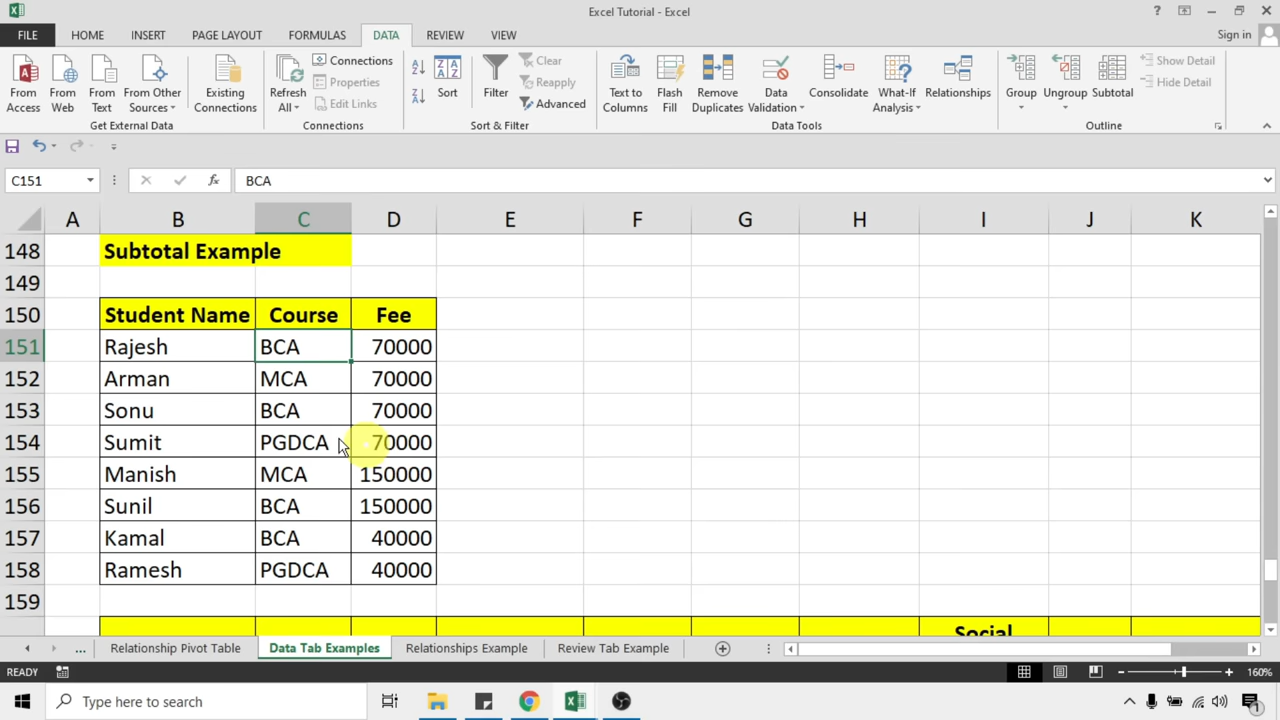 Excel Tutorial - Excel
?
FILE HOME INSERT PAGE LAYOUT FORMULAS DATA REVIEW VIEW Sign in
From Access
From Web
From Text
From Other Sources
Existing Connections
Get External Data
Refresh All
Connections
Properties
Edit Links
Connections
Sort
Filter
Clear
Reapply
Advanced
Sort & Filter
Text to Columns
Flash Fill
Remove Duplicates
Data Validation
Consolidate
What-If Analysis
Relationships
Data Tools
Group
Ungroup
Subtotal
Show Detail
Hide Detail
Outline
C151 fx BCA
A B C D E F G H I J K
148 Subtotal Example
149
150 Student Name Course Fee
151 Rajesh BCA 70000
152 Arman MCA 70000
153 Sonu BCA 70000
154 Sumit PGDCA 70000
155 Manish MCA 150000
156 Sunil BCA 150000
157 Kamal BCA 40000
158 Ramesh PGDCA 40000
159
Social
... Relationship Pivot Table Data Tab Examples Relationships Example Review Tab Example
READY 160%
Type here to search 1